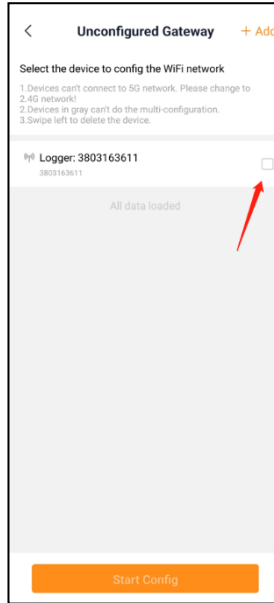 Unconfigured Gateway + Add
Select the device to config the WiFi network
1.Devices can't connect to 5G network. Please change to
2.4G network!
2.Devices in gray can't do the multi-configuration.
3.Swipe left to delete the device.
Logger: 3803163611
3803163611
All data loaded
Start Config